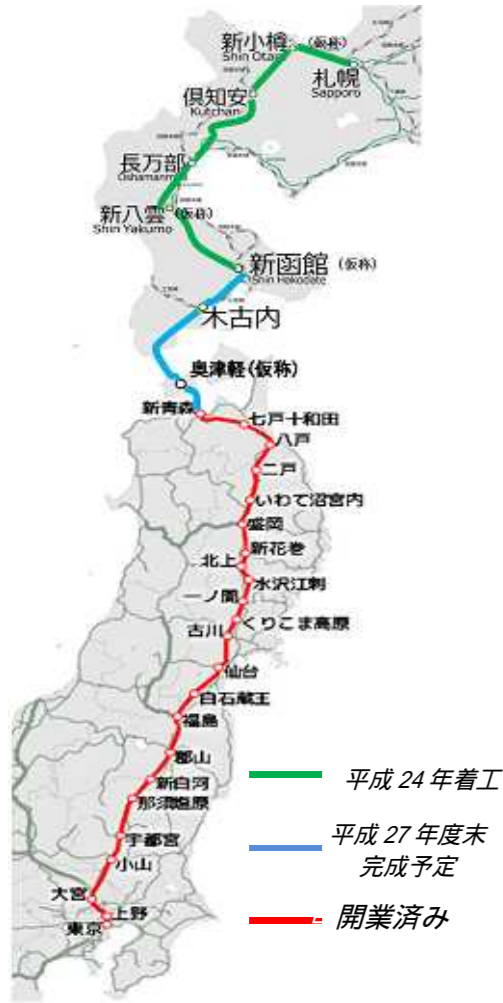 新小樽 (仮称)
Shin Otaru
札幌
Sapporo
倶知安
Kutchan
長万部
Oshamanbe
新八雲 (仮称)
Shin Yakumo
新函館 (仮称)
Shin Hakodate
木古内
奥津軽(仮称)
新青森
七戸十和田
八戸
二戸
いわて沼宮内
盛岡
新花巻
北上
水沢江刺
一ノ関
くりこま高原
古川
仙台
白石蔵王
福島
郡山
新白河
那須塩原
宇都宮
小山
大宮
上野
東京
平成 24 年着工
平成 27 年度末
完成予定
開業済み